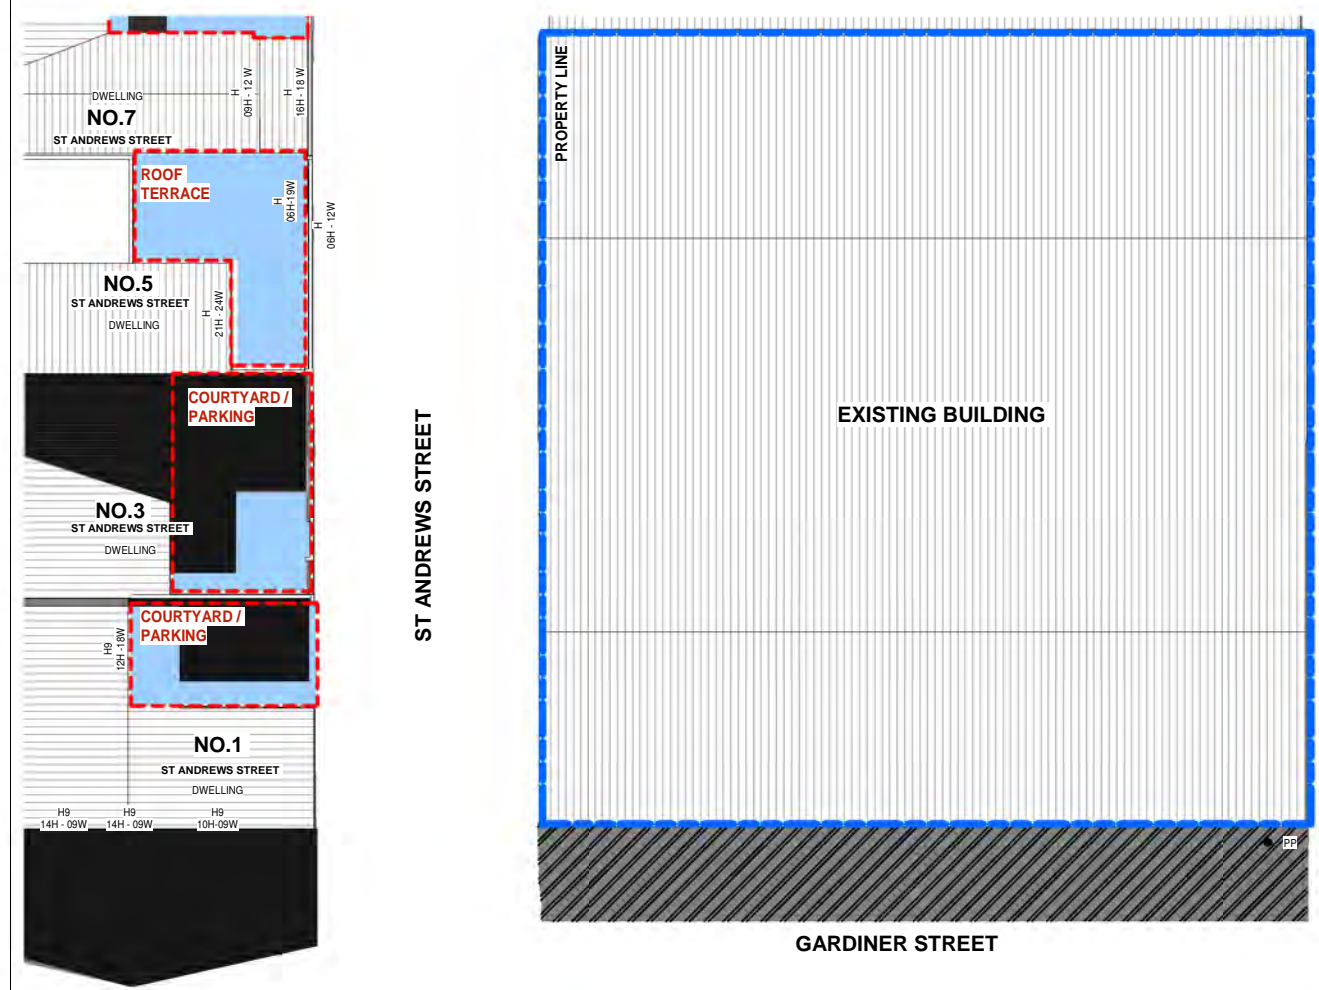 DWELLING
NO.7
ST ANDREWS STREET
H
09H - 12 W
H
16H - 18 W
ROOF
TERRACE
H
06H-19W
H
06H - 12W
NO.5
ST ANDREWS STREET
DWELLING
H
21H - 24W
COURTYARD /
PARKING
NO.3
ST ANDREWS STREET
DWELLING
COURTYARD /
PARKING
H9
12H -18W
NO.1
ST ANDREWS STREET
DWELLING
H9
14H - 09W
H9
14H - 09W
H9
10H-09W
ST ANDREWS STREET
PROPERTY LINE
EXISTING BUILDING
PP
GARDINER STREET